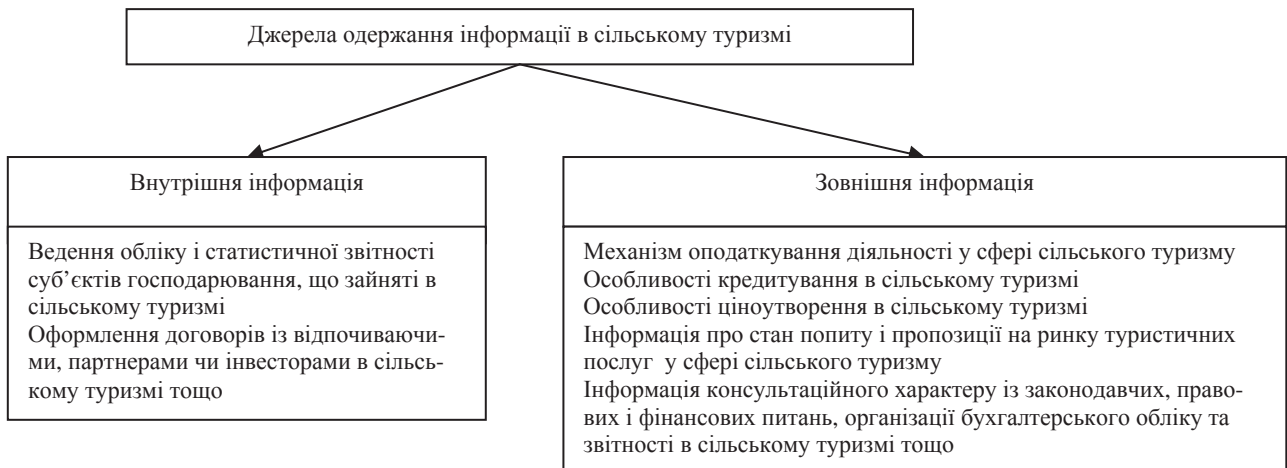 Джерела одержання інформації в сільському туризмі
Внутрішня інформація
Ведення обліку і статистичної звітності
суб’єктів господарювання, що зайняті в
сільському туризмі
Оформлення договорів із відпочиваючи-
ми, партнерами чи інвесторами в сільсь-
кому туризмі тощо
Зовнішня інформація
Механізм оподаткування діяльності у сфері сільського туризму
Особливості кредитування в сільському туризмі
Особливості ціноутворення в сільському туризмі
Інформація про стан попиту і пропозиції на ринку туристичних
послуг у сфері сільського туризму
Інформація консультаційного характеру із законодавчих, право-
вих і фінансових питань, організації бухгалтерського обліку та
звітності в сільському туризмі тощо